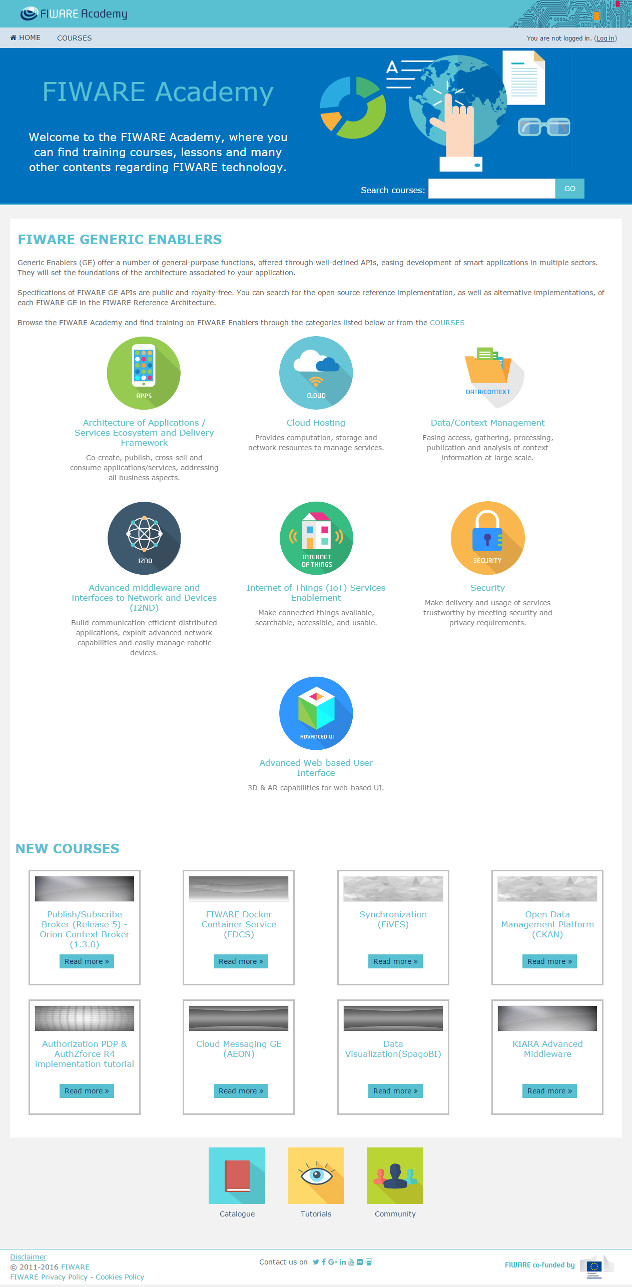 FIWARE Academy
HOME COURSES
You are not logged in. (Log in)
FIWARE Academy
Welcome to the FIWARE Academy, where you
can find training courses, lessons and many
other contents regarding FIWARE technology.
A
Search courses: GO
FIWARE GENERIC ENABLERS
Generic Enablers (GE) offer a number of general-purpose functions, offered through well-defined APIs, easing development of smart applications in multiple sectors.
They will set the foundations of the architecture associated to your application.
Specifications of FIWARE GE APIs are public and royalty-free. You can search for the open source reference implementation, as well as alternative implementations, of
each FIWARE GE in the FIWARE Reference Architecture.
Browse the FIWARE Academy and find training on FIWARE Enablers through the categories listed below or from the COURSES
APPS
Architecture of Applications /
Services Ecosystem and Delivery
Framework
Co-create, publish, cross-sell and
consume applications/services, addressing
all business aspects.
CLOUD
Cloud Hosting
Provides computation, storage and
network resources to manage services.
DATA/CONTEXT
Data/Context Management
Easing access, gathering, processing,
publication and analysis of context
information at large scale.
I2ND
Advanced middleware and
Interfaces to Network and Devices
(I2ND)
Build communication-efficient distributed
applications, exploit advanced network
capabilities and easily manage robotic
devices.
INTERNET
OF THINGS
Internet of Things (IoT) Services
Enablement
Make connected things available,
searchable, accessible, and usable.
SECURITY
Security
Make delivery and usage of services
trustworthy by meeting security and
privacy requirements.
ADVANCED UI
Advanced Web-based User
Interface
3D & AR capabilities for web-based UI.
NEW COURSES
Publish/Subscribe
Broker (Release 5) -
Orion Context Broker
(1.3.0)
Read more »
FIWARE Docker
Container Service
(FDCS)
Read more »
Synchronization
(FiVES)
Read more »
Open Data
Management Platform
(CKAN)
Read more »
Authorization PDP &
AuthZforce R4
implementation tutorial
Read more »
Cloud Messaging GE
(AEON)
Read more »
Data
Visualization(SpagoBI)
Read more »
KIARA Advanced
Middleware
Read more »
Catalogue
Tutorials
Community
Disclaimer
© 2011-2016 FIWARE
FIWARE Privacy Policy - Cookies Policy
Contact us on
FIWARE co-funded by